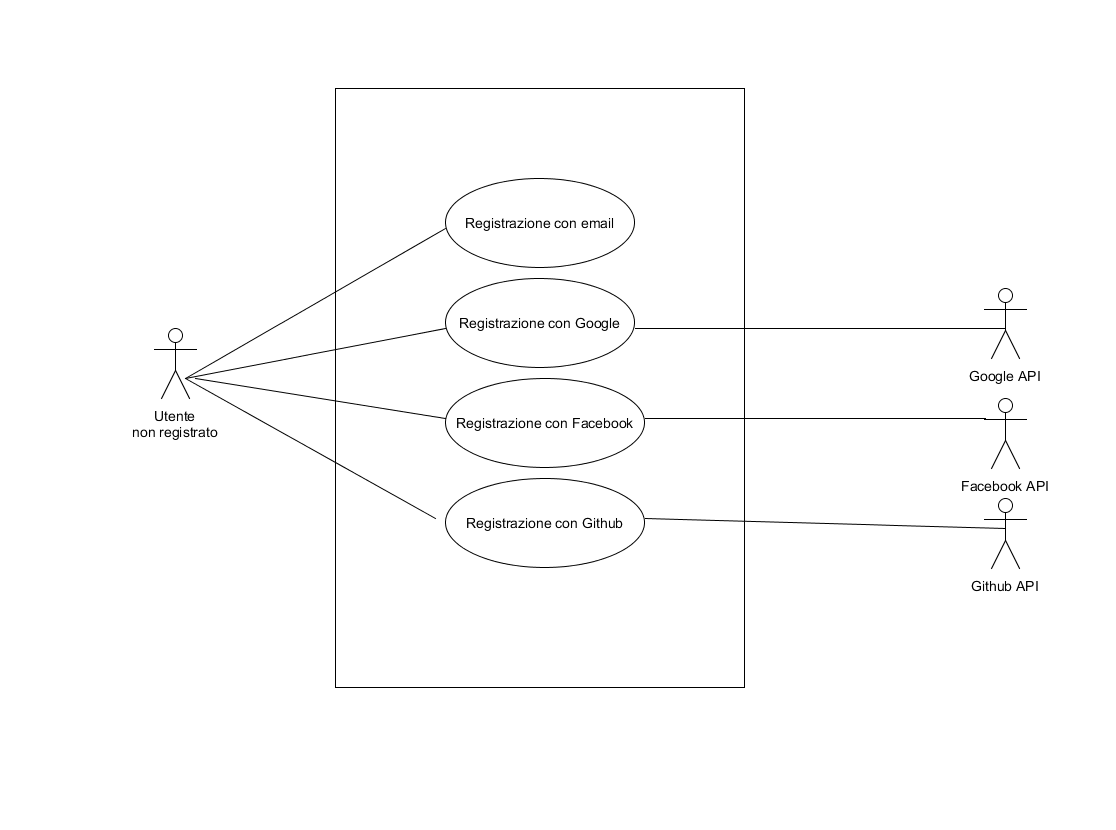 Registrazione con email
Registrazione con Google
Google API
Utente
non registrato
Registrazione con Facebook
Facebook API
Registrazione con Github
Github API